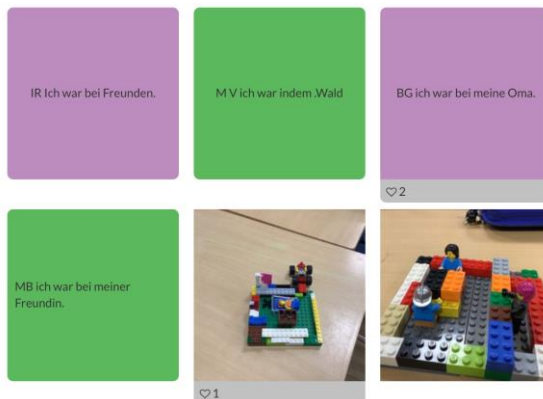 IR Ich war bei Freunden.
M V ich war indem .Wald
BG ich war bei meine Oma.
♡ 2
MB ich war bei meiner
Freundin.
♡ 1